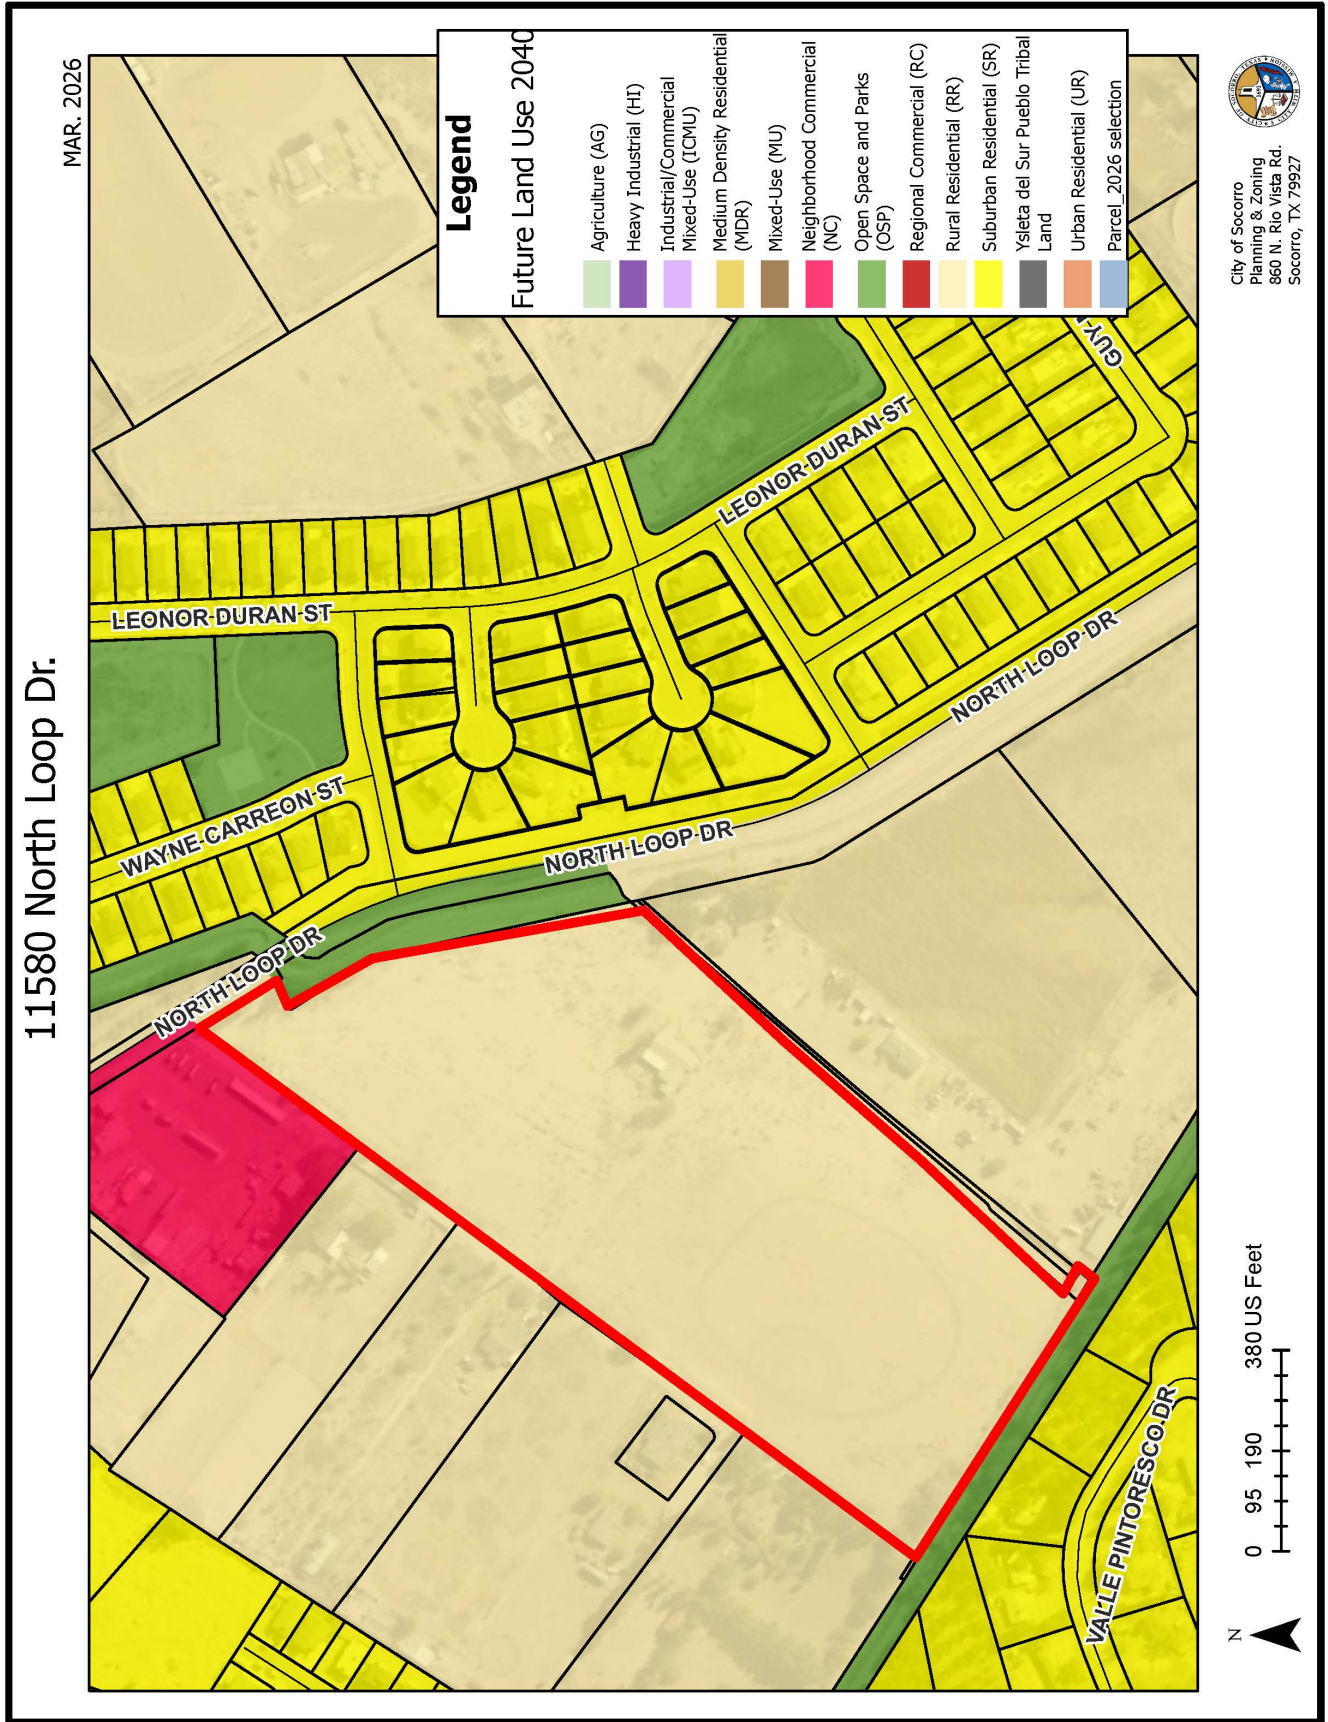 11580 North Loop Dr.
MAR. 2026
Legend
Future Land Use 2040
Agriculture (AG)
Heavy Industrial (HI)
Industrial/Commercial
Mixed-Use (ICMU)
Medium Density Residential
(MDR)
Mixed-Use (MU)
Neighborhood Commercial
(NC)
Open Space and Parks
(OSP)
Regional Commercial (RC)
Rural Residential (RR)
Suburban Residential (SR)
Ysleta del Sur Pueblo Tribal
Land
Urban Residential (UR)
Parcel_2026 selection
LEONOR DURAN ST
WAYNE CARREON ST
NORTH LOOP DR
NORTH LOOP DR
LEONOR DURAN ST
NORTH LOOP DR
GUY
VALLE PINTORESCO DR
N
0 95 190 380 US Feet
City of Socorro
Planning & Zoning
860 N. Rio Vista Rd.
Socorro, TX 79927